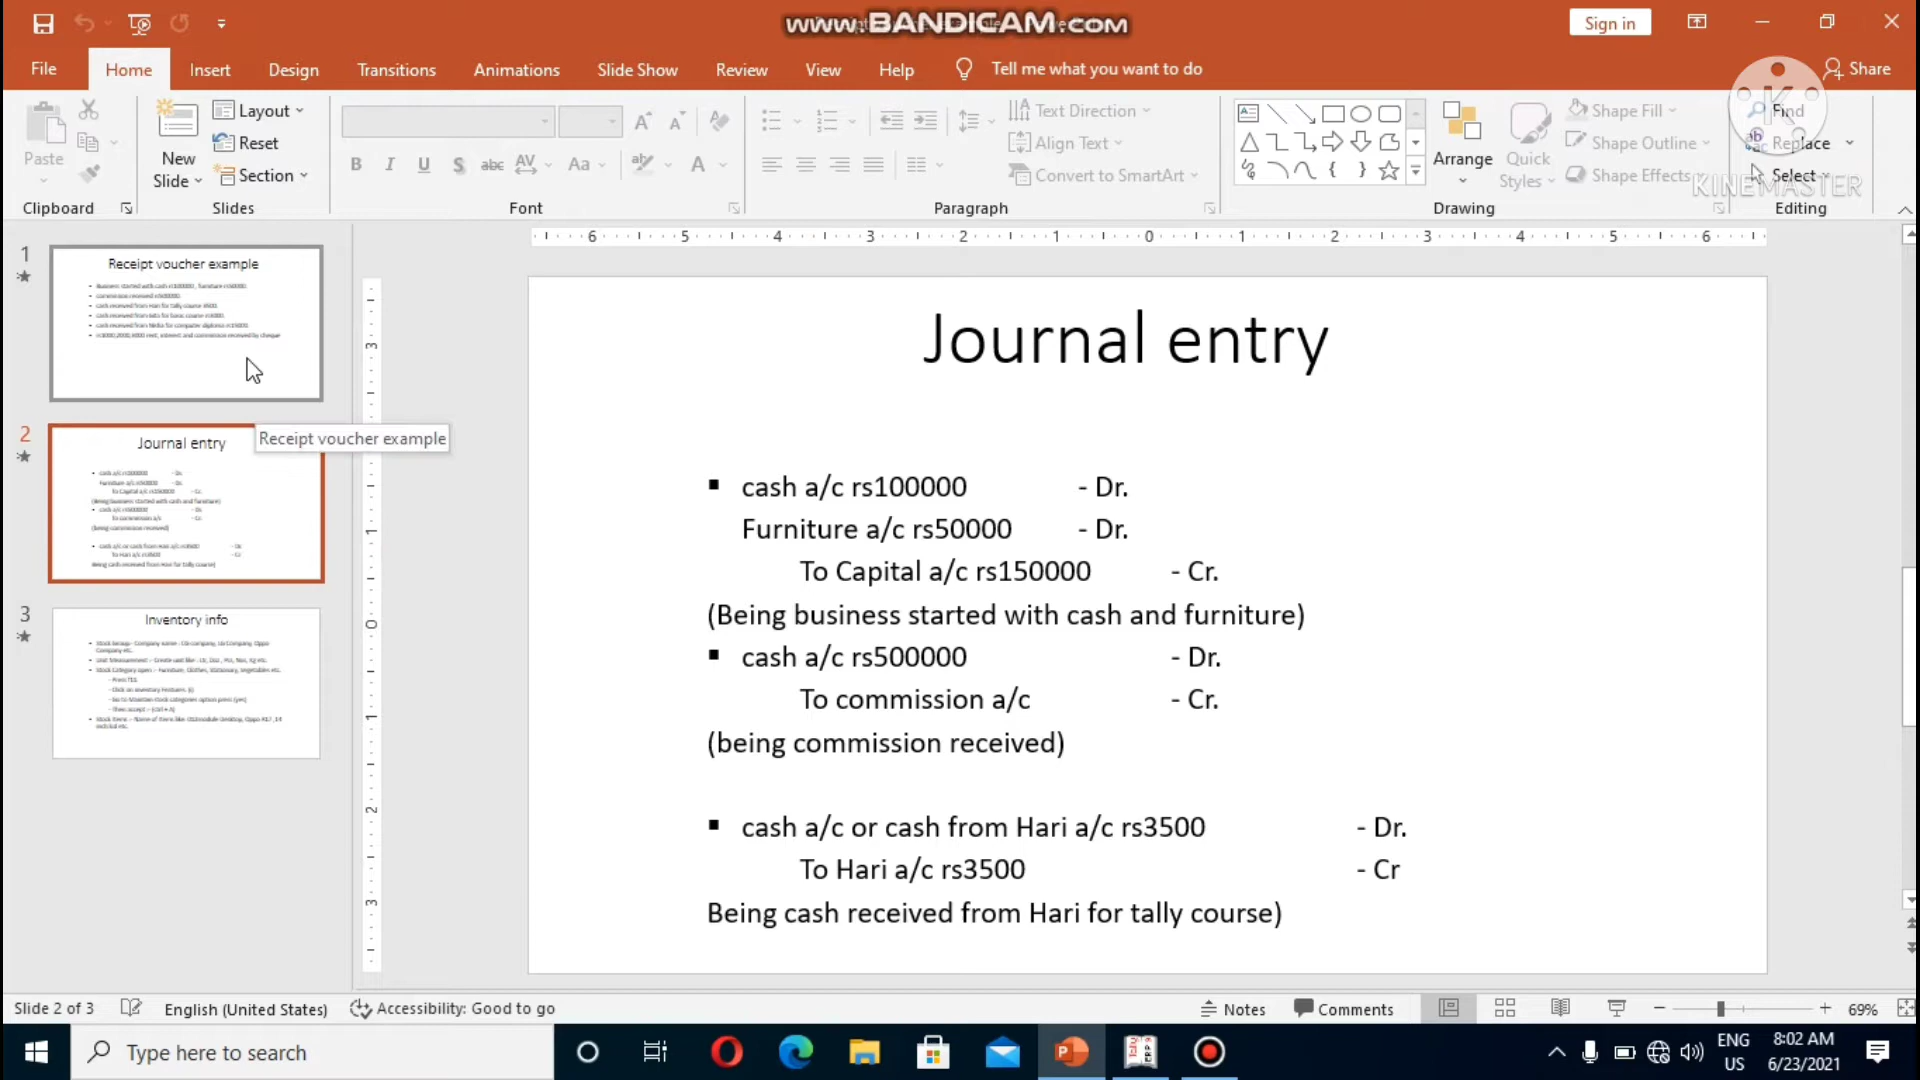 www.BANDICAM.com
Sign in
File
Home
Insert
Design
Transitions
Animations
Slide Show
Review
View
Help
Tell me what you want to do
Share
Paste
New
Slide
Layout
Reset
Section
Text Direction
Align Text
Convert to SmartArt
Arrange
Quick
Styles
Shape Fill
Shape Outline
Shape Effects
Find
Replace
Select
KINEMASTER
Clipboard
Slides
Font
Paragraph
Drawing
Editing
1
Receipt voucher example
2
Journal entry
Receipt voucher example
3
Inventory info
Journal entry
▪ cash a/c rs100000 - Dr.
Furniture a/c rs50000 - Dr.
To Capital a/c rs150000 - Cr.
(Being business started with cash and furniture)
▪ cash a/c rs500000 - Dr.
To commission a/c - Cr.
(being commission received)
▪ cash a/c or cash from Hari a/c rs3500 - Dr.
To Hari a/c rs3500 - Cr
Being cash received from Hari for tally course)
Slide 2 of 3
English (United States)
Accessibility: Good to go
Notes
Comments
69%
Type here to search
ENG
US
8:02 AM
6/23/2021